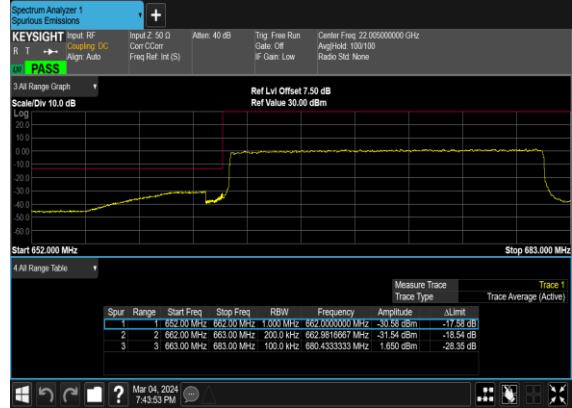 Spectrum Analyzer 1
Spurious Emissions
+
KEYSIGHT Input: RF Input Z: 50 Ω Atten: 40 dB Trig: Free Run Center Freq: 22.005000000 GHz
R T Coupling: DC Corr CCorr Gate: Off Avg|Hold: 100/100
Align: Auto Freq Ref: Int (S) IF Gain: Low Radio Std: None
PASS
3 All Range Graph
Ref Lvl Offset 7.50 dB
Scale/Div 10.0 dB Ref Value 30.00 dBm
Log
20.0
10.0
0.00
-10.0
-20.0
-30.0
-40.0
-50.0
-60.0
Start 652.000 MHz Stop 683.000 MHz
4 All Range Table
Measure Trace Trace 1
Trace Type Trace Average (Active)
Spur Range Start Freq Stop Freq RBW Frequency Amplitude ΔLimit
1 1 652.00 MHz 662.00 MHz 1.000 MHz 662.0000000 MHz -30.58 dBm -17.58 dB
2 2 662.00 MHz 663.00 MHz 200.0 kHz 662.9816667 MHz -31.54 dBm -18.54 dB
3 3 663.00 MHz 683.00 MHz 100.0 kHz 680.4333333 MHz 1.650 dBm -28.35 dB
? Mar 04, 2024
7:43:53 PM